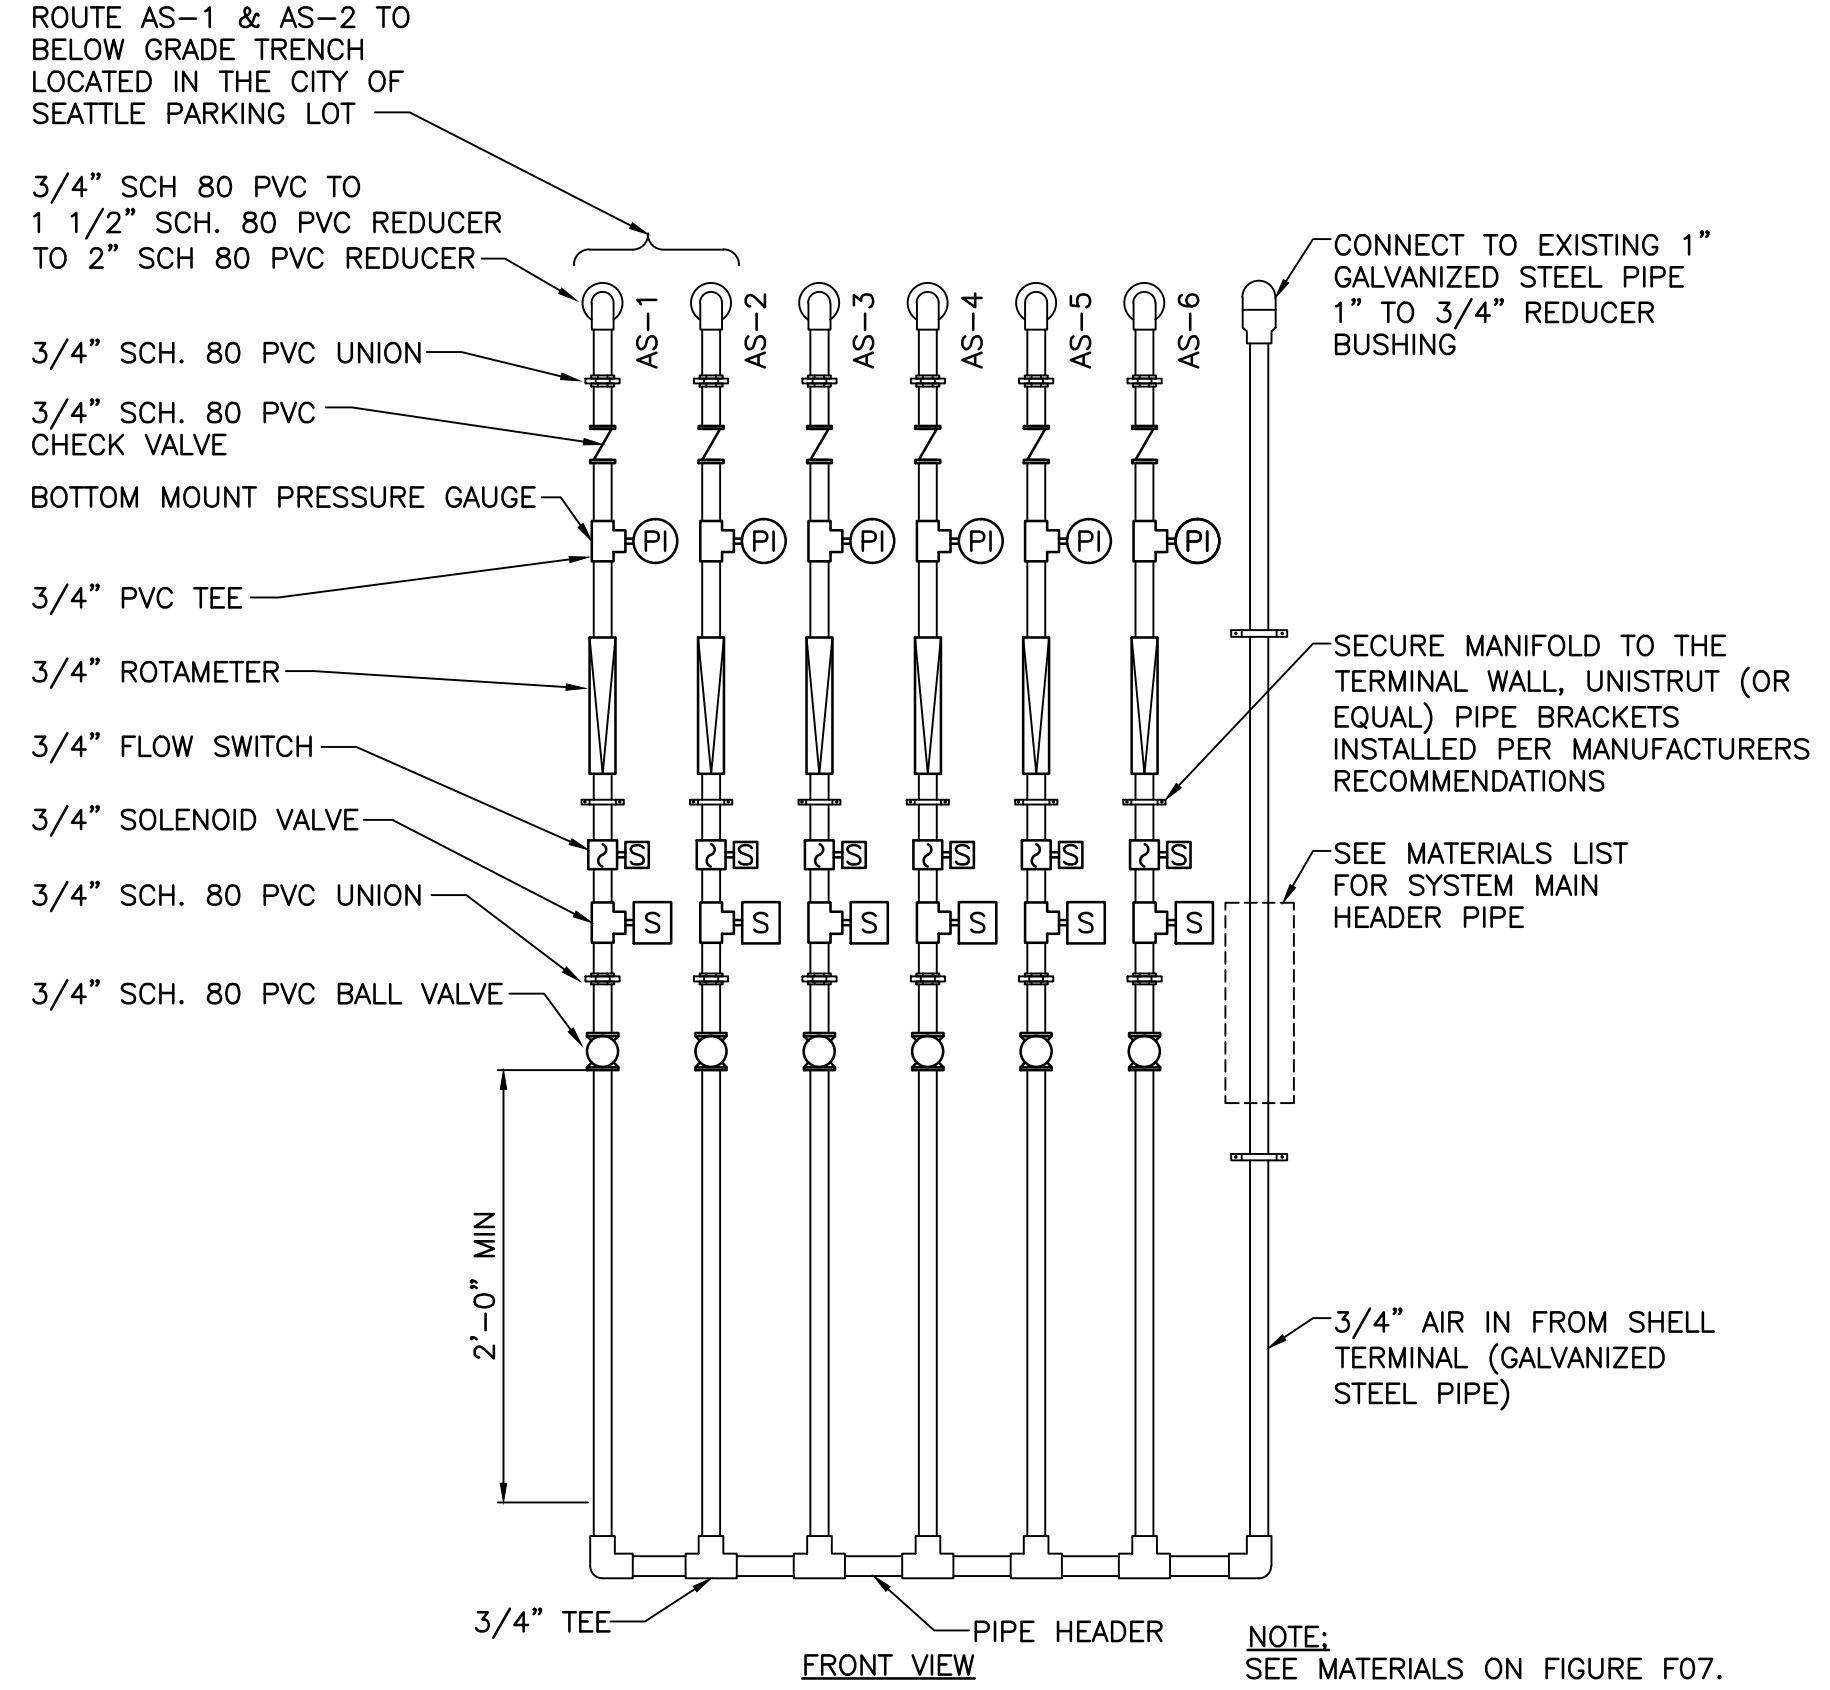 ROUTE AS-1 & AS-2 TO
BELOW GRADE TRENCH
LOCATED IN THE CITY OF
SEATTLE PARKING LOT
3/4" SCH 80 PVC TO
1 1/2" SCH. 80 PVC REDUCER
TO 2" SCH 80 PVC REDUCER
3/4" SCH. 80 PVC UNION
3/4" SCH. 80 PVC
CHECK VALVE
BOTTOM MOUNT PRESSURE GAUGE
3/4" PVC TEE
3/4" ROTAMETER
3/4" FLOW SWITCH
3/4" SOLENOID VALVE
3/4" SCH. 80 PVC UNION
3/4" SCH. 80 PVC BALL VALVE
2'-0" MIN
AS-1
AS-2
AS-3
AS-4
AS-5
AS-6
PI PI PI PI PI PI
S S S S S S
S S S S S S
CONNECT TO EXISTING 1"
GALVANIZED STEEL PIPE
1" TO 3/4" REDUCER
BUSHING
SECURE MANIFOLD TO THE
TERMINAL WALL, UNISTRUT (OR
EQUAL) PIPE BRACKETS
INSTALLED PER MANUFACTURERS
RECOMMENDATIONS
SEE MATERIALS LIST
FOR SYSTEM MAIN
HEADER PIPE
3/4" AIR IN FROM SHELL
TERMINAL (GALVANIZED
STEEL PIPE)
3/4" TEE
PIPE HEADER
FRONT VIEW
NOTE;
SEE MATERIALS ON FIGURE F07.